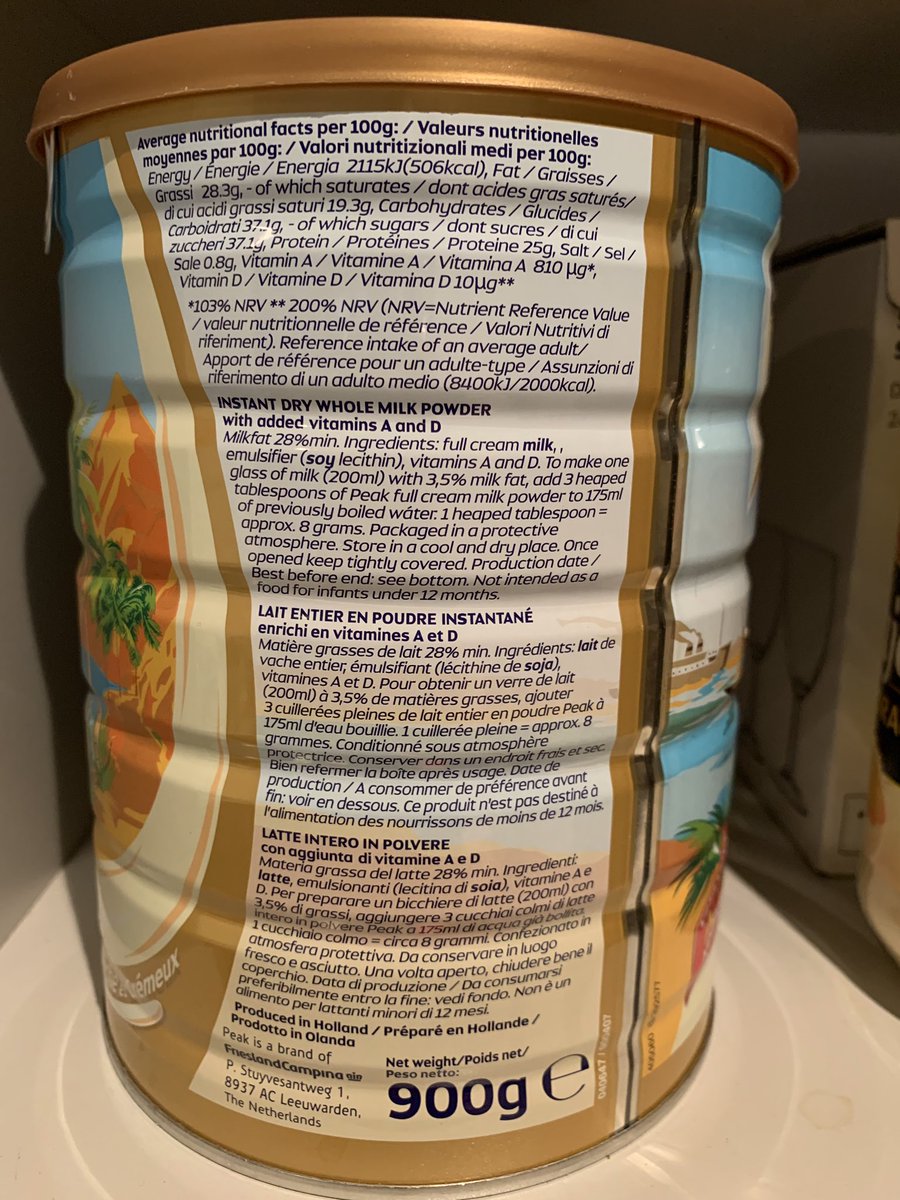 Average nutritional facts per 100g: / Valeurs nutritionelles
moyennes par 100g: / Valori nutritizionali medi per 100g:
Energy / Énergie / Energia 2115kJ(506kcal), Fat / Graisses /
Grassi 28.3g, - of which saturates / dont acides gras saturés/
di cui acidi grassi saturi 19.3g, Carbohydrates / Glucides /
Carboidrati 37.1g, - of which sugars / dont sucres / di cui
zuccheri 37.1g, Protein / Protéines / Proteine 25g, Salt / Sel /
Sale 0.8g, Vitamin A / Vitamine A / Vitamina A 810 µg*,
Vitamin D / Vitamine D / Vitamina D 10µg**
*103% NRV ** 200% NRV (NRV=Nutrient Reference Value
/ valeur nutritionnelle de référence / Valori Nutritivi di
riferiment). Reference intake of an average adult/
Apport de référence pour un adulte-type / Assunzioni di
riferimento di un adulto medio (8400kJ/2000kcal).
INSTANT DRY WHOLE MILK POWDER
with added vitamins A and D
Milkfat 28%min. Ingredients: full cream milk, ,
emulsifier (soy lecithin), vitamins A and D. To make one
glass of milk (200ml) with 3,5% milk fat, add 3 heaped
tablespoons of Peak full cream milk powder to 175ml
of previously boiled wáter. 1 heaped tablespoon =
approx. 8 grams. Packaged in a protective
atmosphere. Store in a cool and dry place. Once
opened keep tightly covered. Production date /
Best before end: see bottom. Not intended as a
food for infants under 12 months.
LAIT ENTIER EN POUDRE INSTANTANÉ
enrichi en vitamines A et D
Matière grasses de lait 28% min. Ingrédients: lait de
vache entier, émulsifiant (lécithine de soja),
vitamines A et D. Pour obtenir un verre de lait
(200ml) à 3,5% de matières grasses, ajouter
3 cuillerées pleines de lait entier en poudre Peak à
175ml d'eau bouillie. 1 cuillerée pleine = approx. 8
grammes. Conditionné sous atmosphère
protectrice. Conserver dans un endroit frais et sec.
Bien refermer la boîte après usage. Date de
production / A consommer de préférence avant
fin: voir en dessous. Ce produit n'est pas destiné à
l'alimentation des nourrissons de moins de 12 mois.
LATTE INTERO IN POLVERE
con aggiunta di vitamine A e D
Materia grassa del latte 28% min. Ingredienti:
latte, emulsionanti (lecitina di soia), vitamine A e
D. Per preparare un bicchiere di latte (200ml) con
3,5% di grassi, aggiungere 3 cucchiai colmi di latte
intero in polvere Peak a 175ml di acqua già bollita.
1 cucchiaio colmo = circa 8 grammi. Confezionato in
atmosfera protettiva. Da conservare in luogo
fresco e asciutto. Una volta aperto, chiudere bene il
coperchio. Data di produzione / Da consumarsi
preferibilmente entro la fine: vedi fondo. Non è un
alimento per lattanti minori di 12 mesi.
Produced in Holland / Préparé en Hollande /
Prodotto in Olanda
Peak is a brand of
FrieslandCampina
P. Stuyvesantweg 1,
8937 AC Leeuwarden,
The Netherlands
Net weight/Poids net/
Peso netto:
900g e